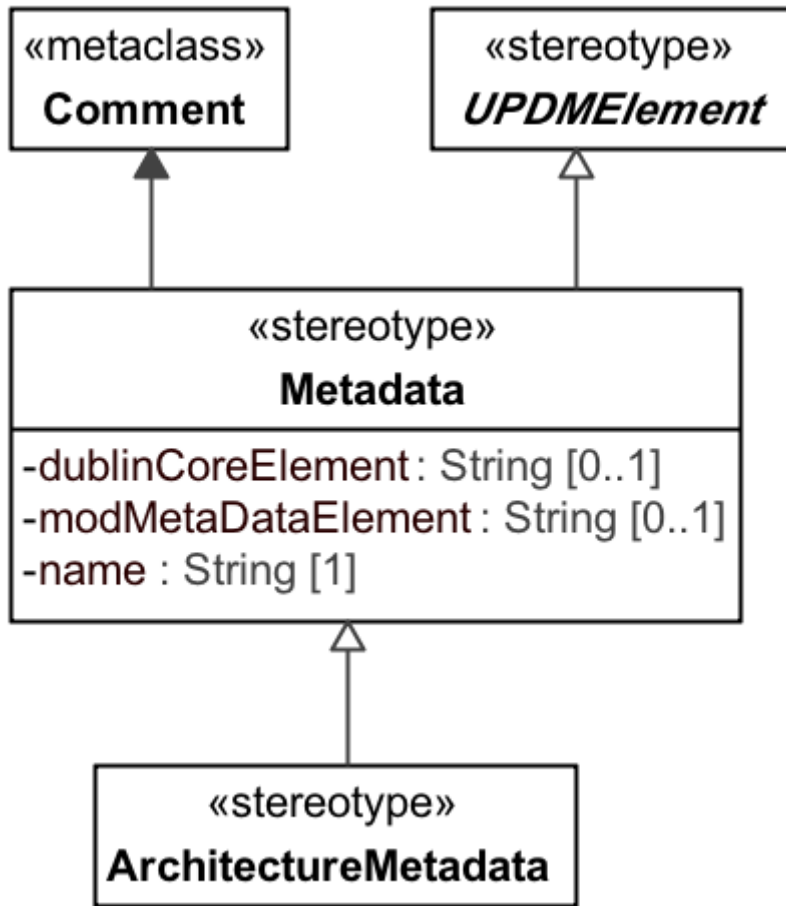 «metaclass»
Comment
«stereotype»
UPDMElement
«stereotype»
Metadata
-dublinCoreElement : String [0..1]
-modMetaDataElement : String [0..1]
-name : String [1]
«stereotype»
ArchitectureMetadata